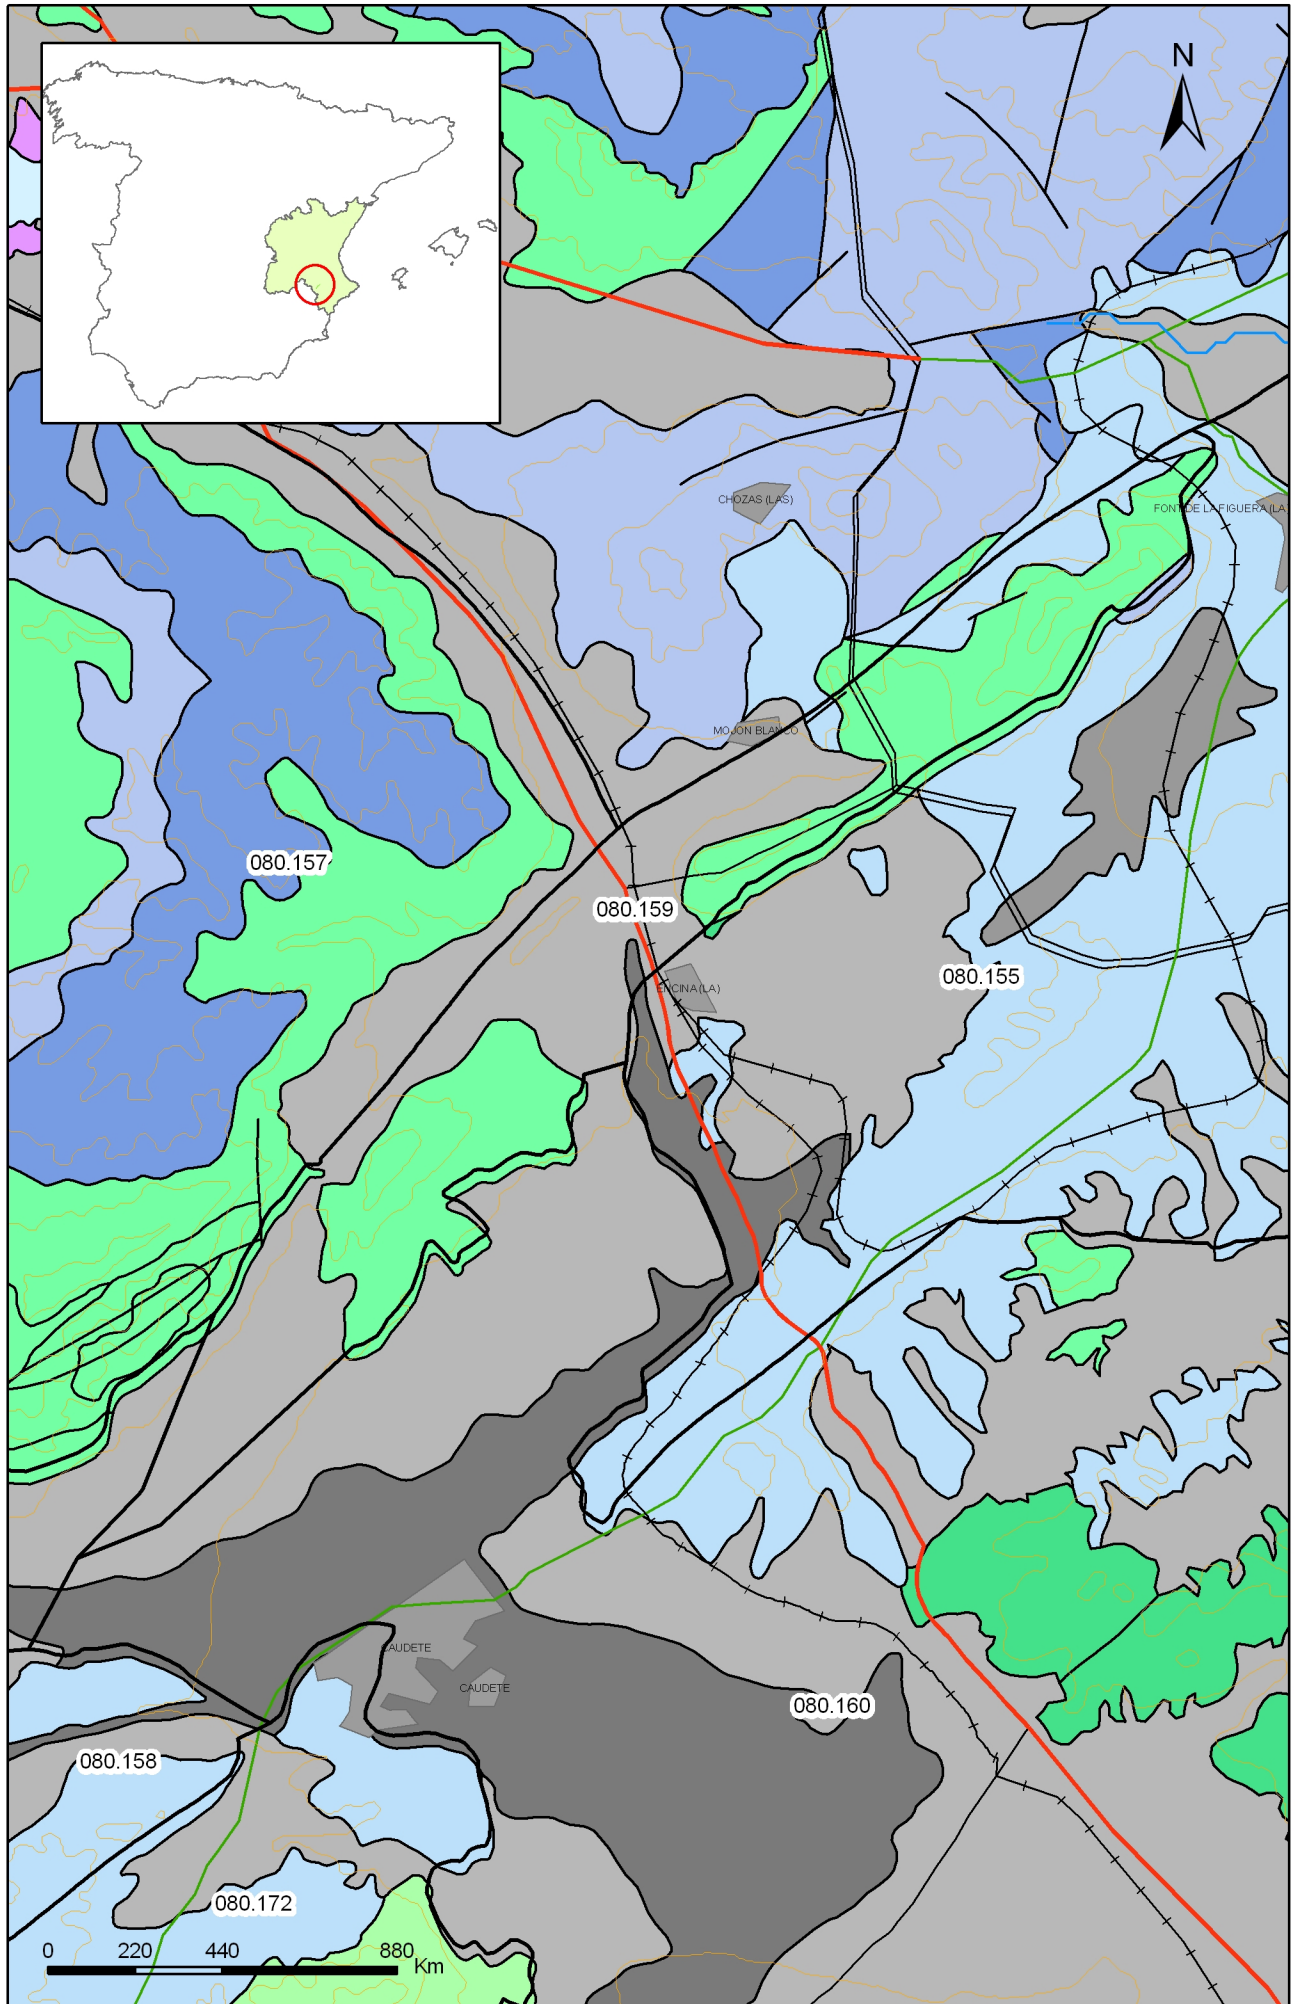 N
CHOZAS (LAS)
FONT DE LA FIGUERA (LA
MOJON BLANCO
080.157
080.159
080.155
ENCINA (LA)
CAUDETE
CAUDETE
080.160
080.158
080.172
0 220 440 880
Km